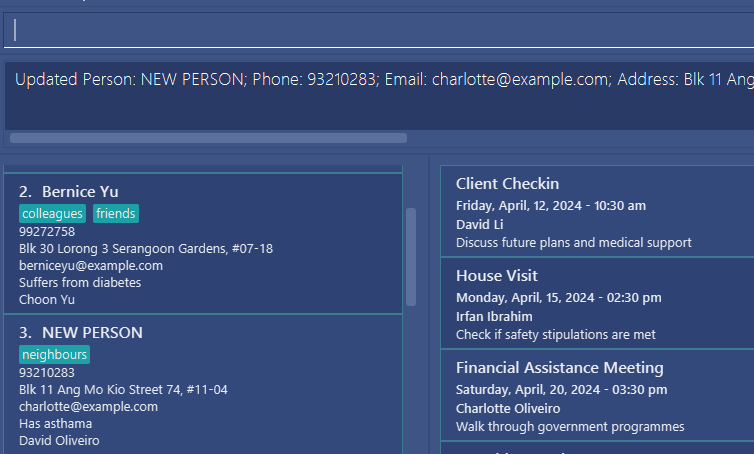 Updated Person: NEW PERSON; Phone: 93210283; Email: charlotte@example.com; Address: Blk 11 Ang
2. Bernice Yu
colleagues friends
99272758
Blk 30 Lorong 3 Serangoon Gardens, #07-18
berniceyu@example.com
Suffers from diabetes
Choon Yu
3. NEW PERSON
neighbours
93210283
Blk 11 Ang Mo Kio Street 74, #11-04
charlotte@example.com
Has asthma
David Oliveiro
Client Checkin
Friday, April, 12, 2024 - 10:30 am
David Li
Discuss future plans and medical support
House Visit
Monday, April, 15, 2024 - 02:30 pm
Irfan Ibrahim
Check if safety stipulations are met
Financial Assistance Meeting
Saturday, April, 20, 2024 - 03:30 pm
Charlotte Oliveiro
Walk through government programmes